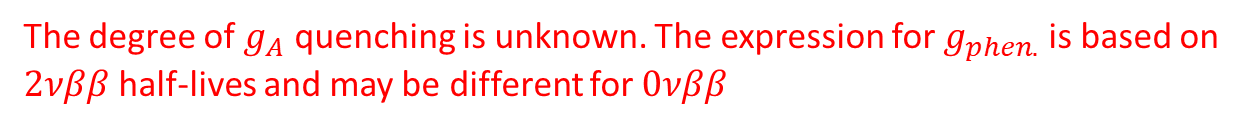 The degree of g_A quenching is unknown. The expression for g_phen. is based on
2νββ half-lives and may be different for 0νββ